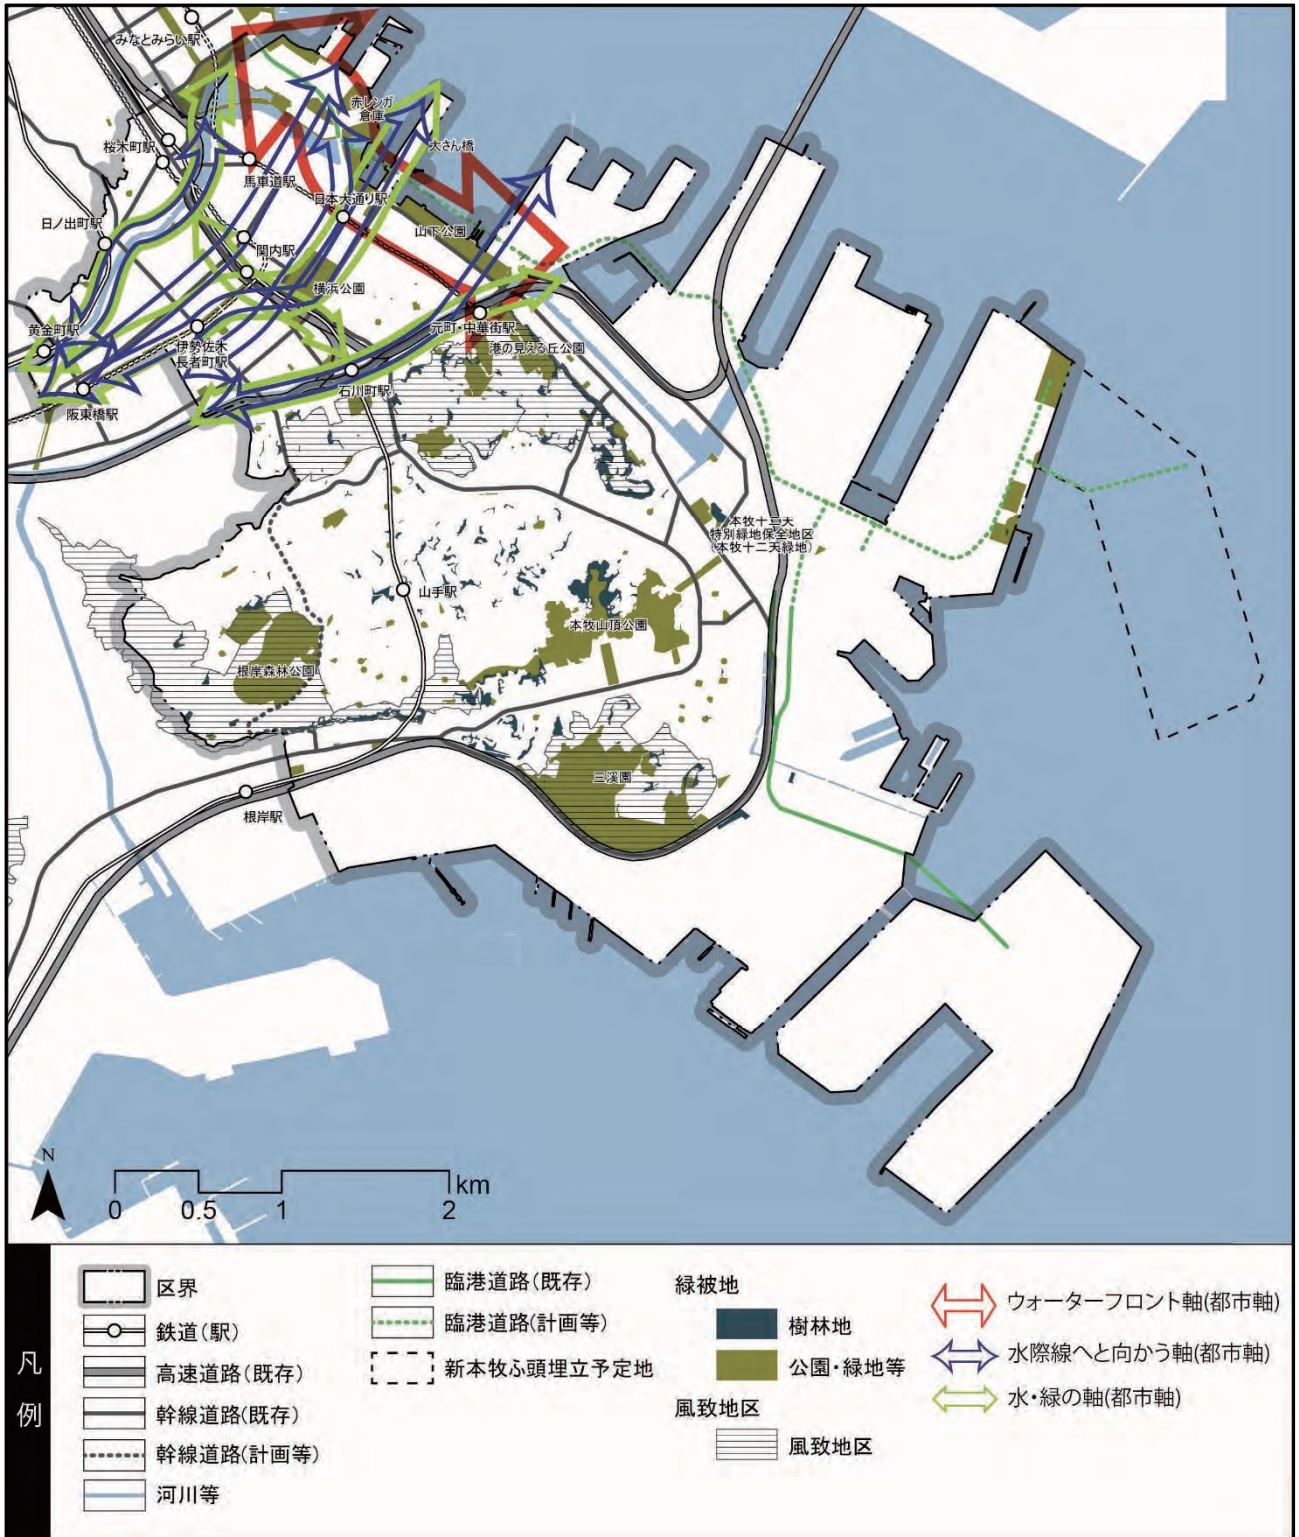 みなとみらい駅
赤レンガ
倉庫
桜木町駅
大さん橋
馬車道駅
日本大通り駅
日ノ出町駅
山下公園
関内駅
横浜公園
黄金町駅
元町・中華街駅
伊勢佐木
長者町駅
港の見える丘公園
石川町駅
阪東橋駅
本牧十二天
特別緑地保全地区
(本牧十二天緑地)
山手駅
本牧山頂公園
根岸森林公園
三溪園
根岸駅
N
km
0 0.5 1 2
凡例
区界
鉄道(駅)
高速道路(既存)
幹線道路(既存)
幹線道路(計画等)
河川等
臨港道路(既存)
臨港道路(計画等)
新本牧ふ頭埋立予定地
緑被地
樹林地
公園・緑地等
風致地区
風致地区
ウォーターフロント軸(都市軸)
水際線へと向かう軸(都市軸)
水・緑の軸(都市軸)